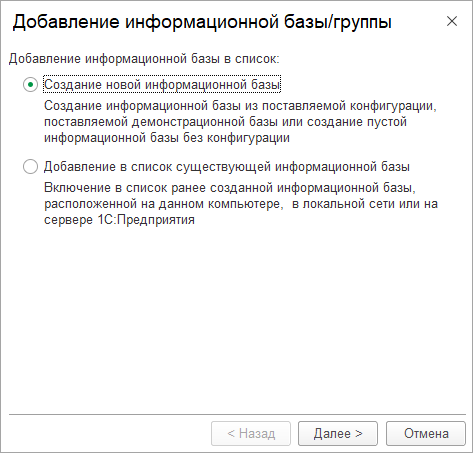 Добавление информационной базы/группы
Добавление информационной базы в список:
Создание новой информационной базы
Создание информационной базы из поставляемой конфигурации,
поставляемой демонстрационной базы или создание пустой
информационной базы без конфигурации
Добавление в список существующей информационной базы
Включение в список ранее созданной информационной базы,
расположенной на данном компьютере, в локальной сети или на
сервере 1С:Предприятия
< Назад
Далее >
Отмена